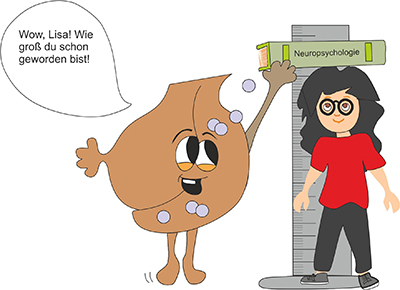 Wow, Lisa! Wie
groß du schon
geworden bist!
Neuropsychologie